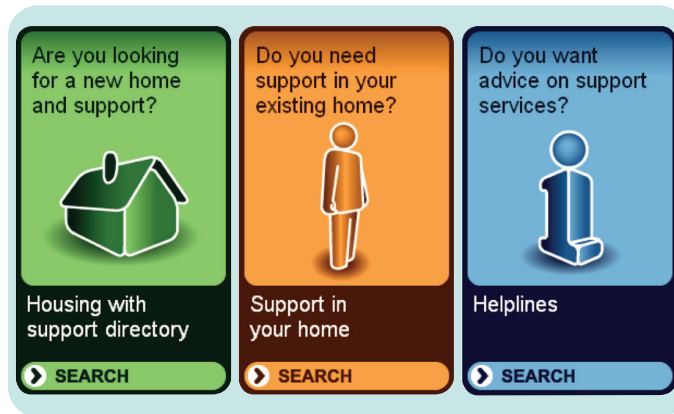 Are you looking
for a new home
and support?
Housing with
support directory
SEARCH
Do you need
support in your
existing home?
Support in
your home
SEARCH
Do you want
advice on support
services?
Helplines
SEARCH